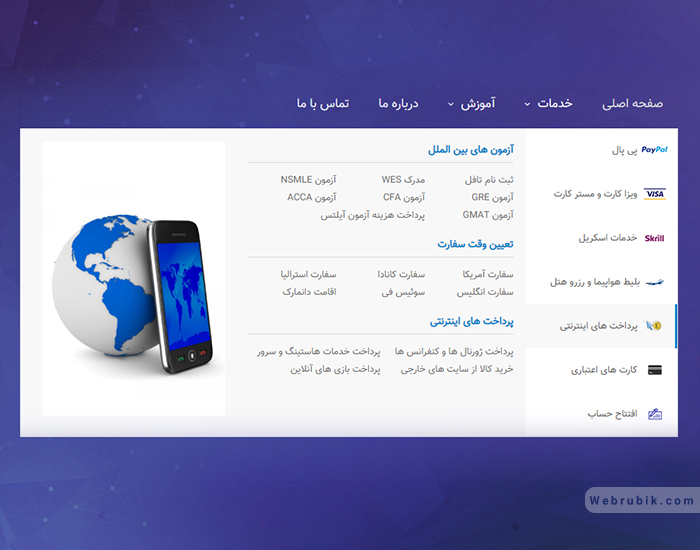 صفحه اصلی خدمات آموزش درباره ما تماس با ما
پی پال PayPal
ویزا کارت و مستر کارت VISA
خدمات اسکریل Skrill
بلیط هواپیما و رزرو هتل
پرداخت های اینترنتی
کارت های اعتباری
افتتاح حساب
آزمون های بین الملل
ثبت نام تافل مدرک WES آزمون NSMLE
آزمون GRE آزمون CFA آزمون ACCA
آزمون GMAT پرداخت هزینه آزمون آیلتس
تعیین وقت سفارت
سفارت آمریکا سفارت کانادا سفارت استرالیا
سفارت انگلیس سوئیس فی اقامت دانمارک
پرداخت های اینترنتی
پرداخت ژورنال ها و کنفرانس ها پرداخت خدمات هاستینگ و سرور
خرید کالا از سایت های خارجی پرداخت بازی های آنلاین
Webrubik.com